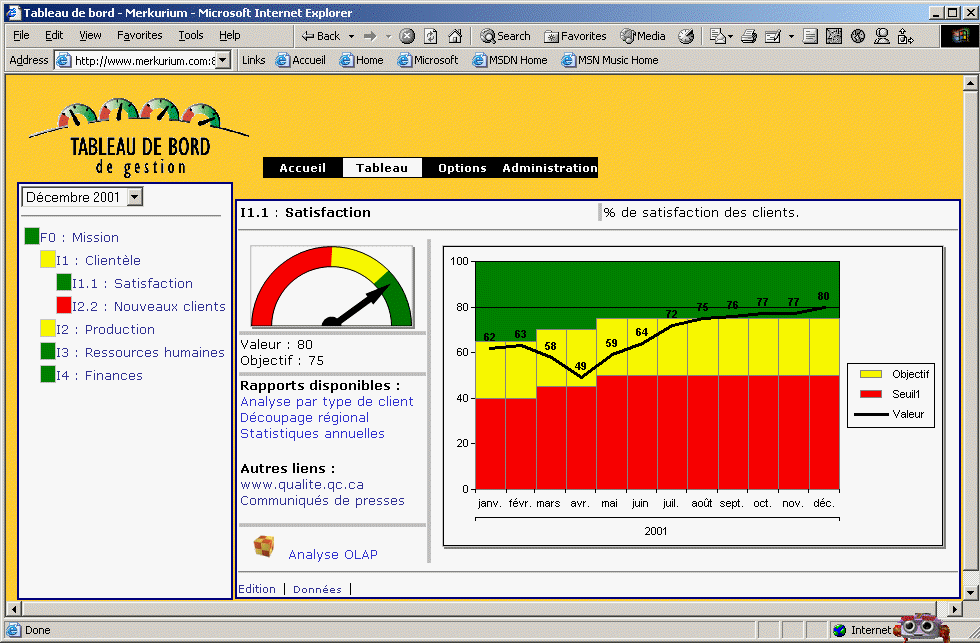 Tableau de bord - Merkurium - Microsoft Internet Explorer
File Edit View Favorites Tools Help
Back Search Favorites Media
Address http://www.merkurium.com:8 Links Accueil Home Microsoft MSDN Home MSN Music Home
TABLEAU DE BORD
de gestion
Accueil Tableau Options Administration
Décembre 2001
F0 : Mission
I1 : Clientèle
I1.1 : Satisfaction
I2.2 : Nouveaux clients
I2 : Production
I3 : Ressources humaines
I4 : Finances
I1.1 : Satisfaction
% de satisfaction des clients.
Valeur : 80
Objectif : 75
Rapports disponibles :
Analyse par type de client
Découpage régional
Statistiques annuelles
Autres liens :
www.qualite.qc.ca
Communiqués de presses
Analyse OLAP
100
80
60
40
20
0
62 63 58 49 59 64 72 75 76 77 77 80
janv. févr. mars avr. mai juin juil. août sept. oct. nov. déc.
2001
Objectif
Seuil1
Valeur
Edition | Données |
Done
Internet